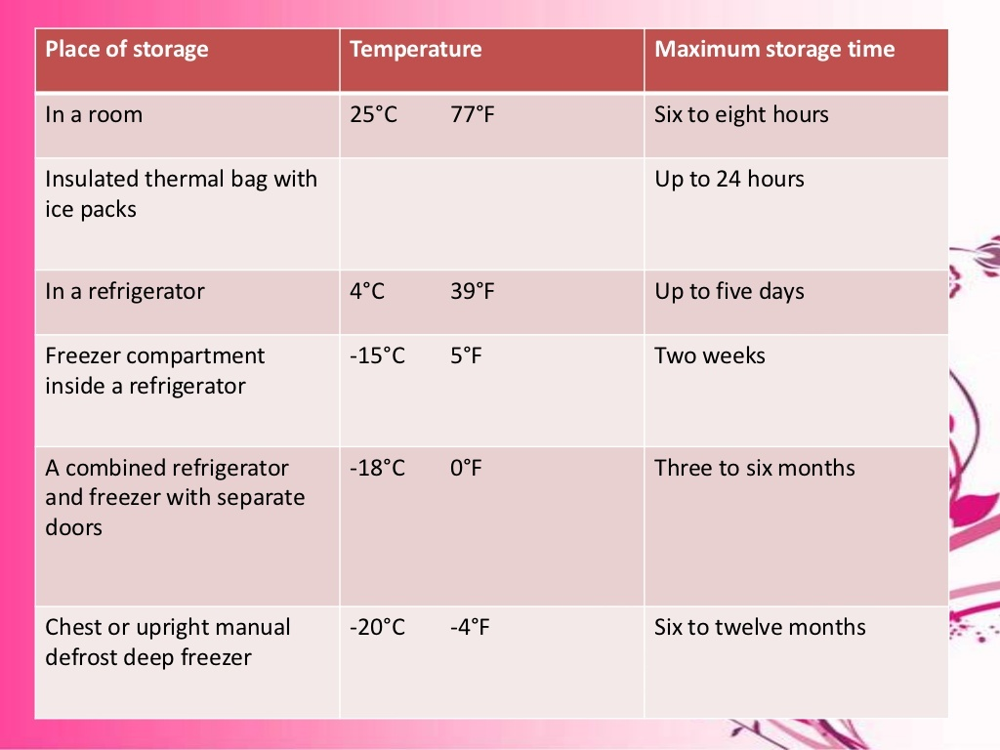 Place of storage Temperature Maximum storage time
In a room 25°C 77°F Six to eight hours
Insulated thermal bag with Up to 24 hours
ice packs
In a refrigerator 4°C 39°F Up to five days
Freezer compartment -15°C 5°F Two weeks
inside a refrigerator
A combined refrigerator -18°C 0°F Three to six months
and freezer with separate
doors
Chest or upright manual -20°C -4°F Six to twelve months
defrost deep freezer